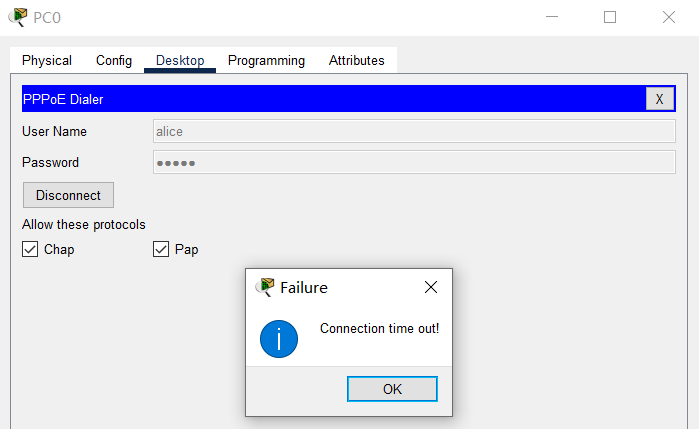 PC0
Physical Config Desktop Programming Attributes
PPPoE Dialer X
User Name alice
Password ●●●●●
Disconnect
Allow these protocols
Chap Pap
Failure
Connection time out!
OK